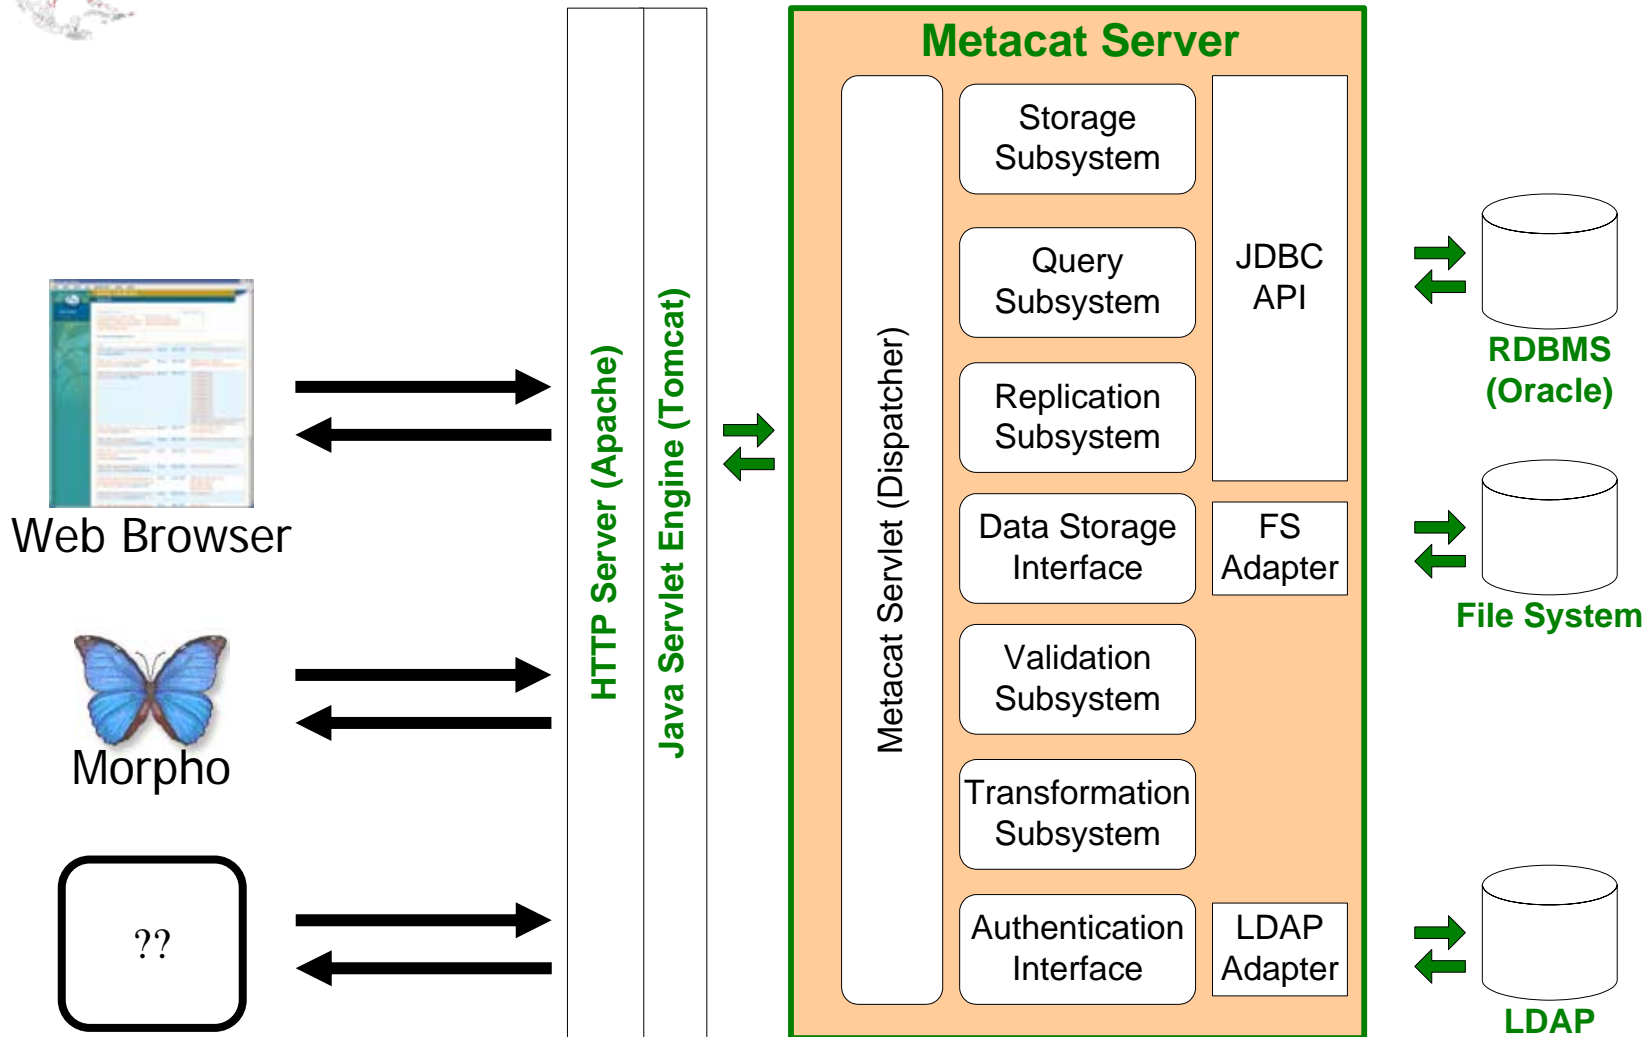 Metacat Server
Web Browser
Morpho
??
HTTP Server (Apache)
Java Servlet Engine (Tomcat)
Metacat Servlet (Dispatcher)
Storage
Subsystem
Query
Subsystem
Replication
Subsystem
Data Storage
Interface
Validation
Subsystem
Transformation
Subsystem
Authentication
Interface
JDBC
API
FS
Adapter
LDAP
Adapter
RDBMS
(Oracle)
File System
LDAP